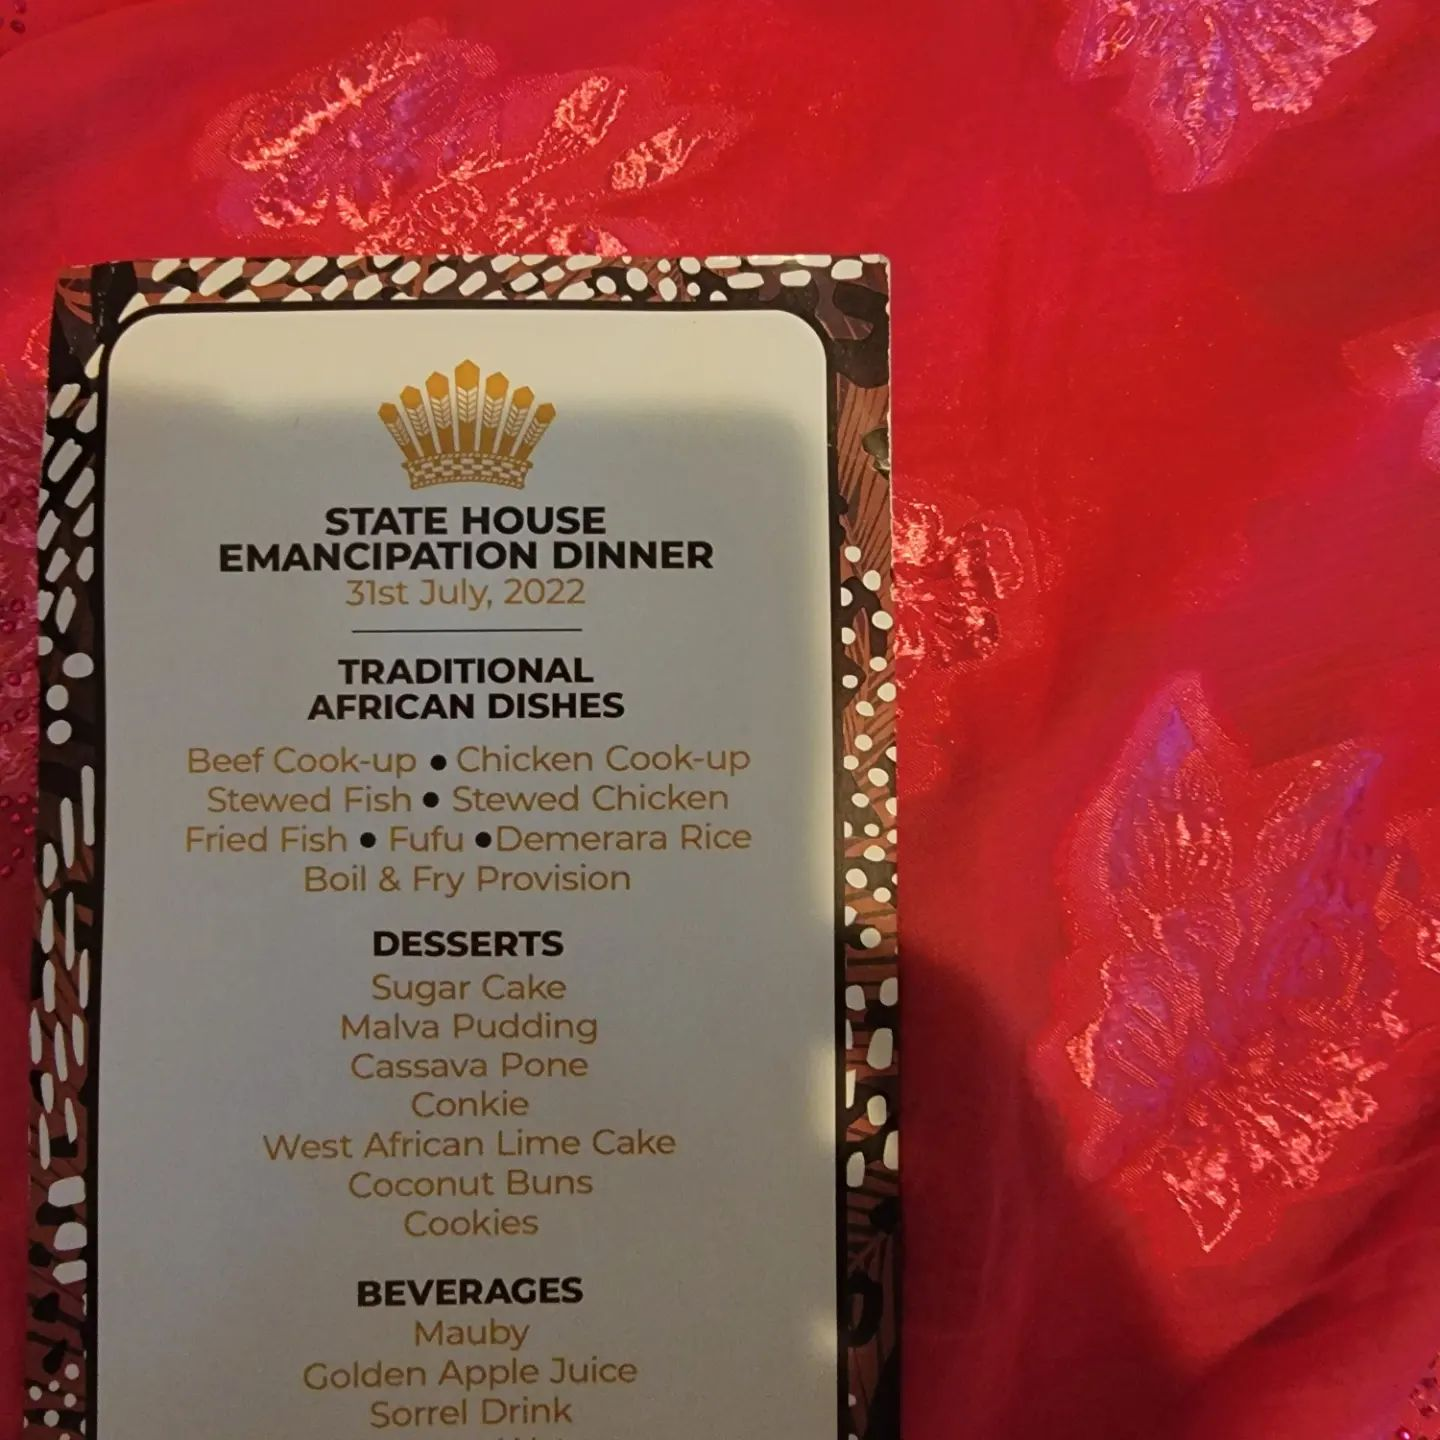 STATE HOUSE
EMANCIPATION DINNER
31st July, 2022
TRADITIONAL
AFRICAN DISHES
Beef Cook-up ● Chicken Cook-up
Stewed Fish ● Stewed Chicken
Fried Fish ● Fufu ●Demerara Rice
Boil & Fry Provision
DESSERTS
Sugar Cake
Malva Pudding
Cassava Pone
Conkie
West African Lime Cake
Coconut Buns
Cookies
BEVERAGES
Mauby
Golden Apple Juice
Sorrel Drink